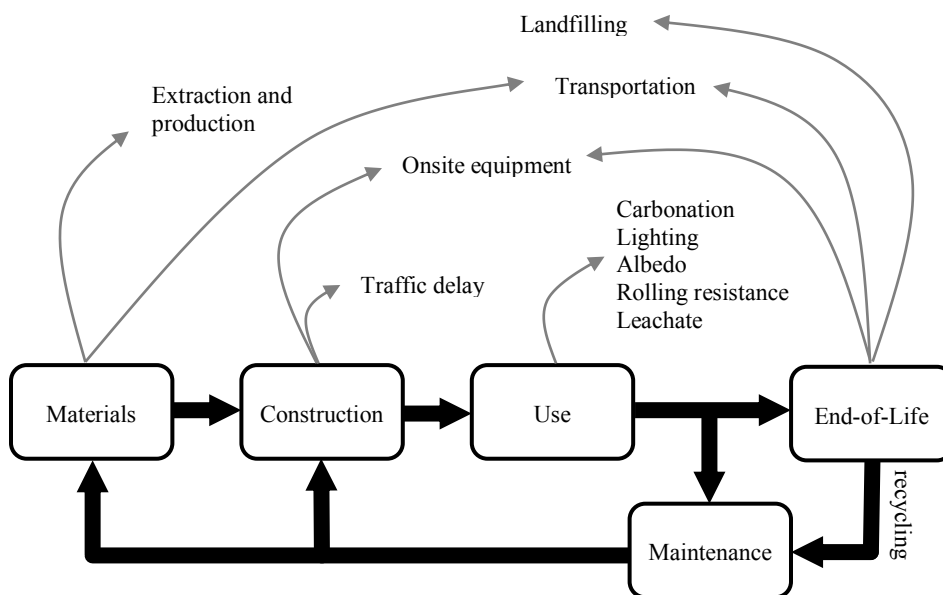 Landfilling
Transportation
Extraction and
production
Onsite equipment
Carbonation
Lighting
Albedo
Rolling resistance
Leachate
Traffic delay
Materials
Construction
Use
End-of-Life
recycling
Maintenance